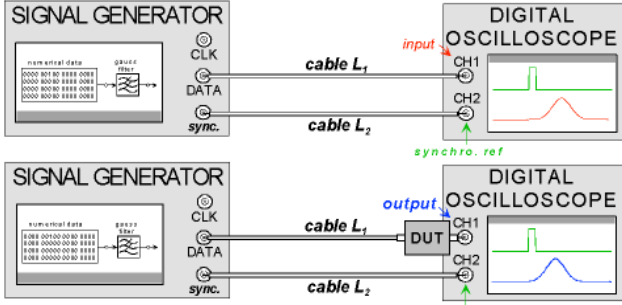 SIGNAL GENERATOR
numerical data
gauss
filter
CLK
DATA
sync.
cable L1
cable L2
DIGITAL
OSCILLOSCOPE
input
CH1
CH2
synchro. ref
SIGNAL GENERATOR
numerical data
gauss
filter
CLK
DATA
sync.
cable L1
cable L2
DUT
output
DIGITAL
OSCILLOSCOPE
CH1
CH2